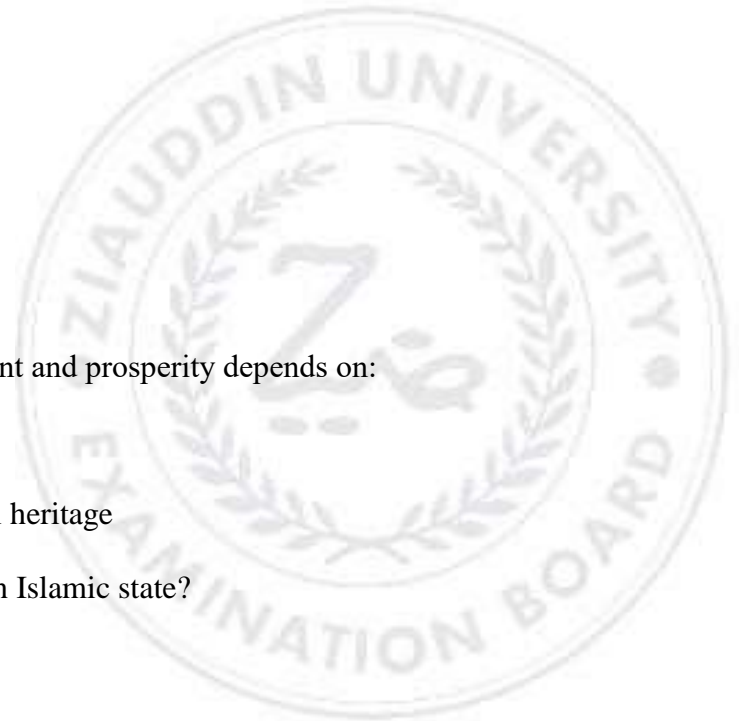 ZIAUDDIN UNIVERSITY
nt and prosperity depends on:
heritage
n Islamic state?
EXAMINATION BOARD